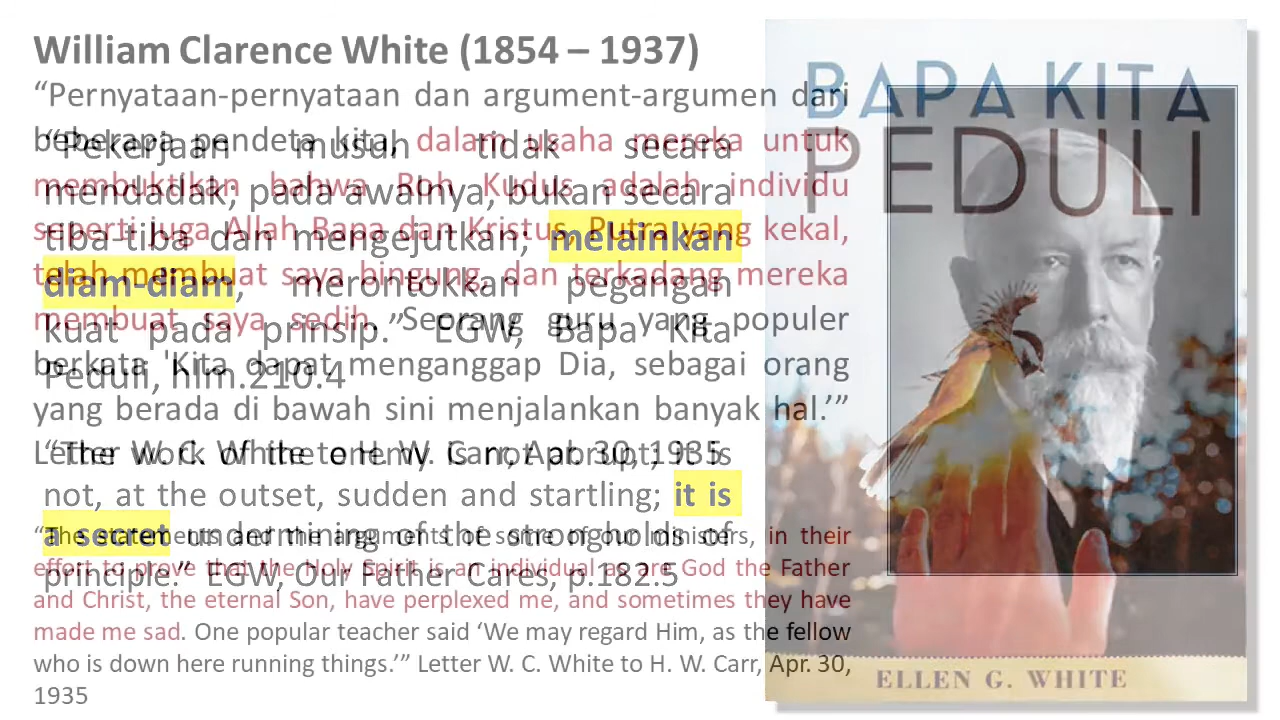 William Clarence White (1854 – 1937)
“Pernyataan-pernyataan dan argument-argumen dari
beberapa pendeta kita, dalam usaha mereka untuk
membuktikan bahwa Roh Kudus adalah individu
seperti juga Allah Bapa dan Kristus, Putra yang kekal,
telah membuat saya bingung, dan terkadang mereka
membuat saya sedih. Seorang guru yang populer
berkata 'Kita dapat menganggap Dia, sebagai orang
yang berada di bawah sini menjalankan banyak hal.’”
Letter W. C. White to H. W. Carr, Apr. 30, 1935
“The statements and the arguments of some of our ministers, in their
effort to prove that the Holy Spirit is an individual as are God the Father
and Christ, the eternal Son, have perplexed me, and sometimes they have
made me sad. One popular teacher said ‘We may regard Him, as the fellow
who is down here running things.’” Letter W. C. White to H. W. Carr, Apr. 30,
1935
“Pekerjaan musuh tidak secara
mendadak; pada awalnya, bukan secara
tiba-tiba dan mengejutkan; melainkan
diam-diam, merontokkan pegangan
kuat pada prinsip.” EGW, Bapa Kita
Peduli, hlm.210.4
“The work of the enemy is not abrupt; it is
not, at the outset, sudden and startling; it is
a secret undermining of the strongholds of
principle.” EGW, Our Father Cares, p.182.5
BAPA KITA
PEDULI
ELLEN G. WHITE